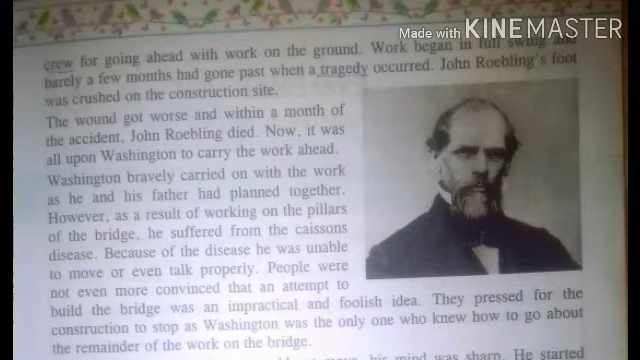 Made with KINEMASTER
crew for going ahead with work on the ground. Work began in full swing and
barely a few months had gone past when a tragedy occurred. John Roebling's foot
was crushed on the construction site.
The wound got worse and within a month of
the accident, John Roebling died. Now, it was
all upon Washington to carry the work ahead.
Washington bravely carried on with the work
as he and his father had planned together.
However, as a result of working on the pillars
of the bridge, he suffered from the caissons
disease. Because of the disease he was unable
to move or even talk properly. People were
not even more convinced that an attempt to
build the bridge was an impractical and foolish idea. They pressed for the
construction to stop as Washington was the only one who knew how to go about
the remainder of the work on the bridge.
move, his mind was sharp. He started